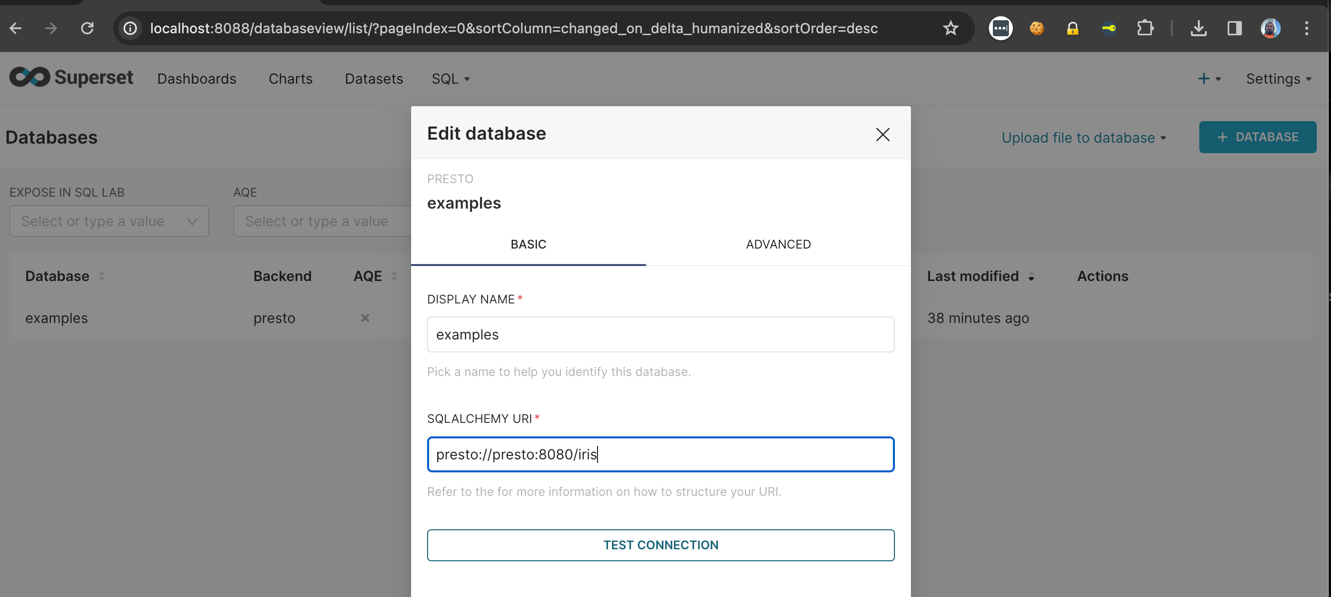 localhost:8088/databaseview/list/?pageIndex=0&sortColumn=changed_on_delta_humanized&sortOrder=desc
Superset Dashboards Charts Datasets SQL + Settings
Edit database
Databases Upload file to database + DATABASE
PRESTO
EXPOSE IN SQL LAB AQE
examples
Select or type a value Select or type a value
BASIC ADVANCED
Database Backend AQE Last modified Actions
DISPLAY NAME*
examples presto × 38 minutes ago
examples
Pick a name to help you identify this database.
SQLALCHEMY URI*
presto://presto:8080/iris
Refer to the for more information on how to structure your URI.
TEST CONNECTION